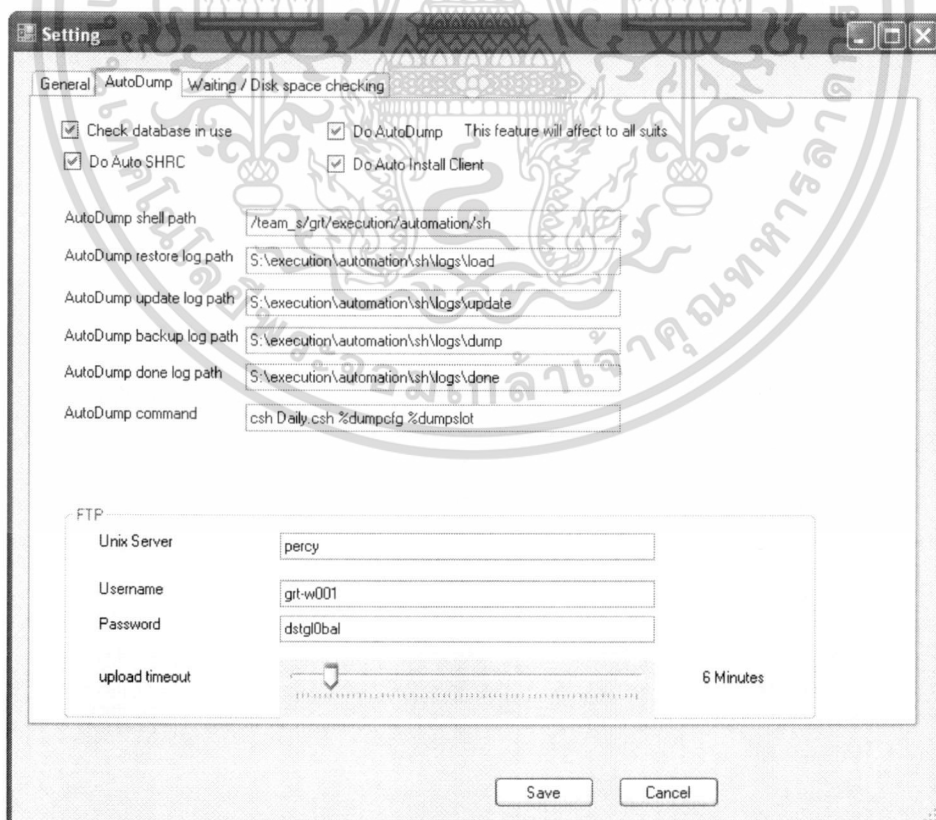 Setting
General AutoDump Waiting / Disk space checking
Check database in use Do AutoDump This feature will affect to all suits
Do Auto SHRC Do Auto Install Client
AutoDump shell path /team_s/grt/execution/automation/sh
AutoDump restore log path S:\execution\automation\sh\logs\load
AutoDump update log path S:\execution\automation\sh\logs\update
AutoDump backup log path S:\execution\automation\sh\logs\dump
AutoDump done log path S:\execution\automation\sh\logs\done
AutoDump command csh Daily.csh %dumpcfg %dumpslot
FTP
Unix Server percy
Username grt-w001
Password dstgl0bal
upload timeout 6 Minutes
Save Cancel